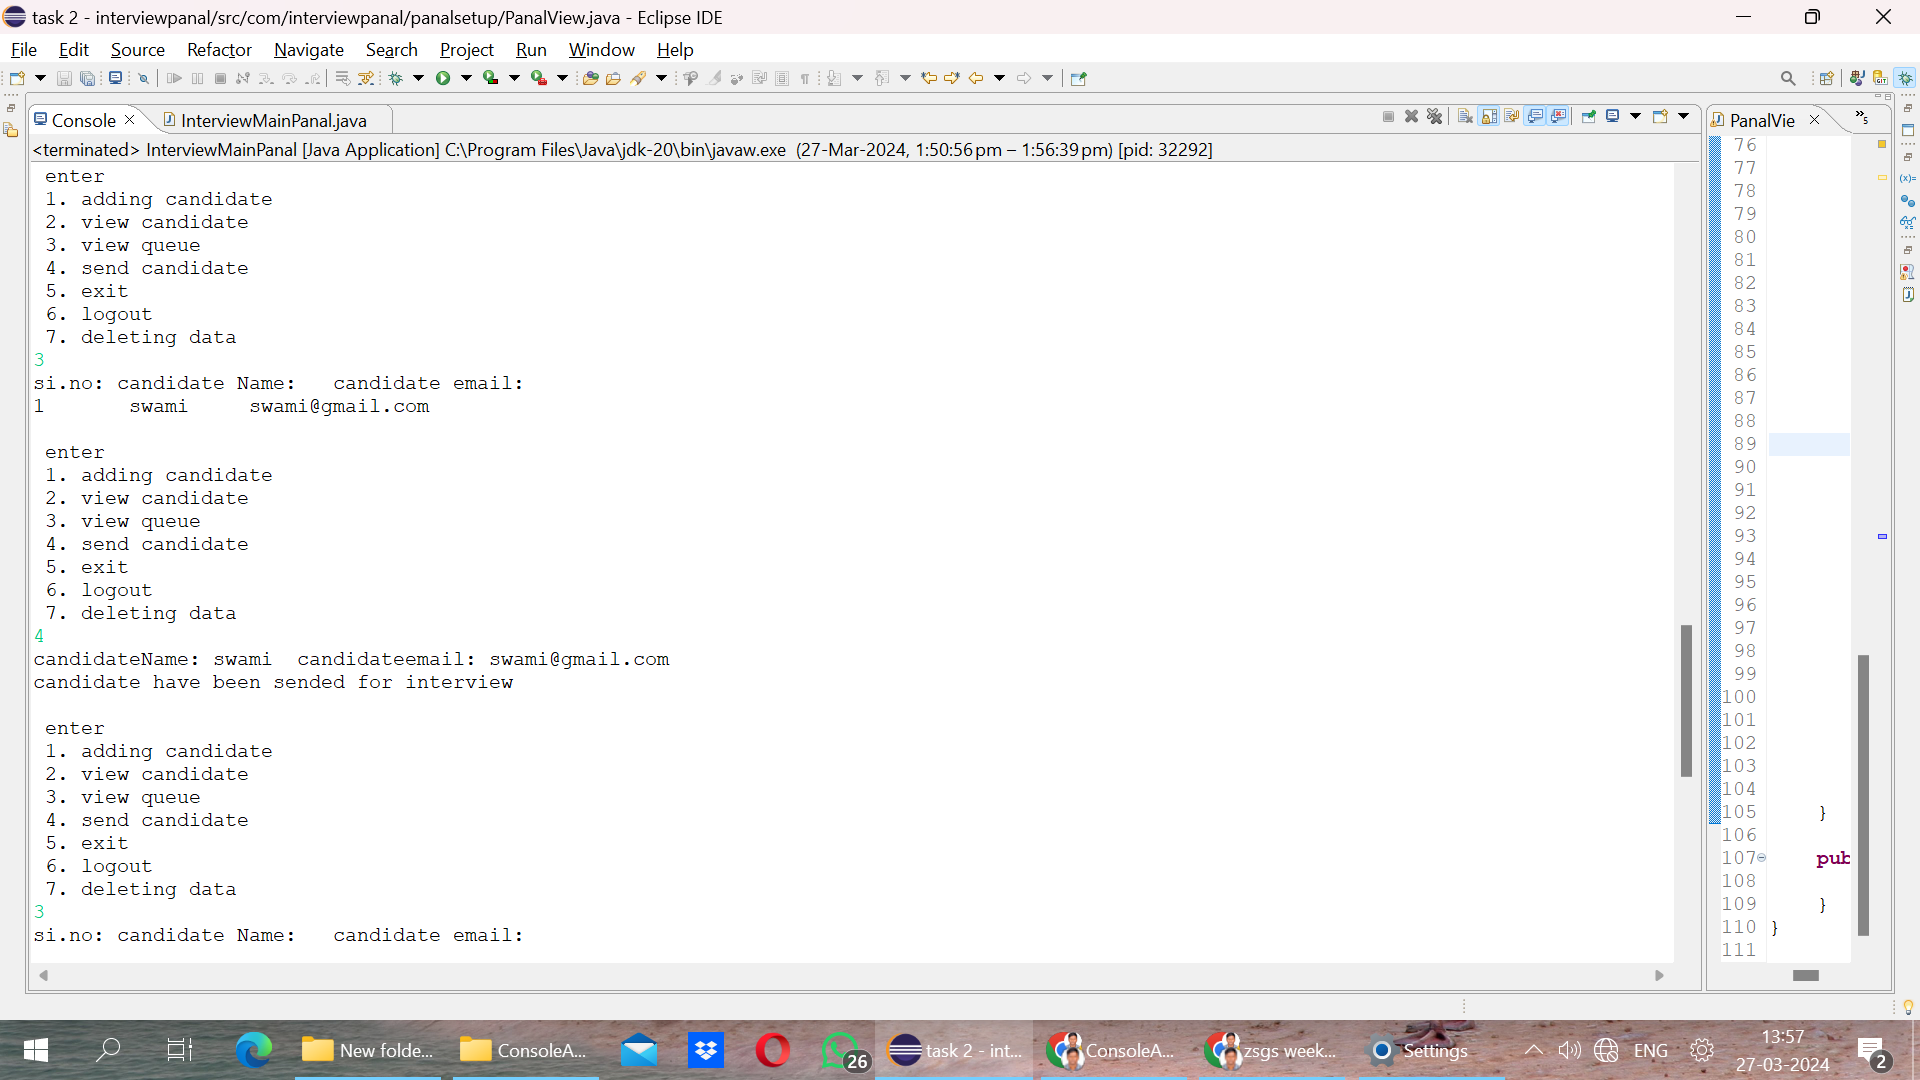 task 2 - interviewpanal/src/com/interviewpanal/panalsetup/PanalView.java - Eclipse IDE
File Edit Source Refactor Navigate Search Project Run Window Help
Console InterviewMainPanal.java
<terminated> InterviewMainPanal [Java Application] C:\Program Files\Java\jdk-20\bin\javaw.exe (27-Mar-2024, 1:50:56 pm – 1:56:39 pm) [pid: 32292]
enter
1. adding candidate
2. view candidate
3. view queue
4. send candidate
5. exit
6. logout
7. deleting data
3
si.no: candidate Name: candidate email:
1 swami swami@gmail.com
enter
1. adding candidate
2. view candidate
3. view queue
4. send candidate
5. exit
6. logout
7. deleting data
4
candidateName: swami candidateemail: swami@gmail.com
candidate have been sended for interview
enter
1. adding candidate
2. view candidate
3. view queue
4. send candidate
5. exit
6. logout
7. deleting data
3
si.no: candidate Name: candidate email:
PanalVie
5
76
77
78
79
80
81
82
83
84
85
86
87
88
89
90
91
92
93
94
95
96
97
98
99
100
101
102
103
104
105 }
106
107 pub
108
109 }
110 }
111
New folde... ConsoleA... 26 task 2 - int... ConsoleA... zsgs week... Settings ENG 13:57
27-03-2024
2